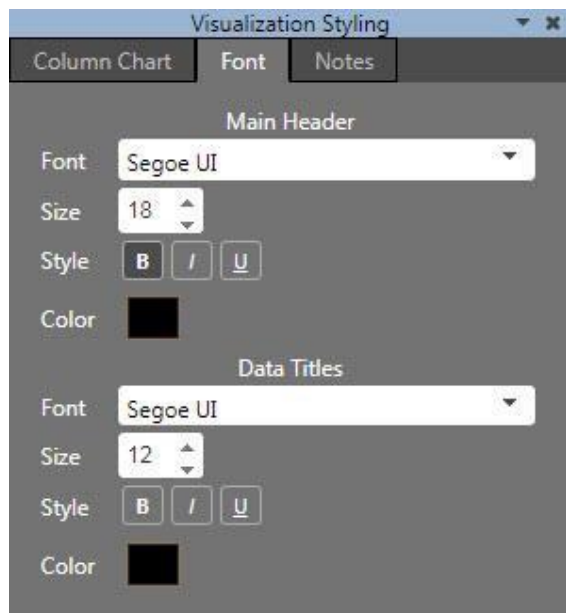 Visualization Styling
Column Chart Font Notes
Main Header
Font Segoe UI
Size 18
Style B I U
Color
Data Titles
Font Segoe UI
Size 12
Style B I U
Color